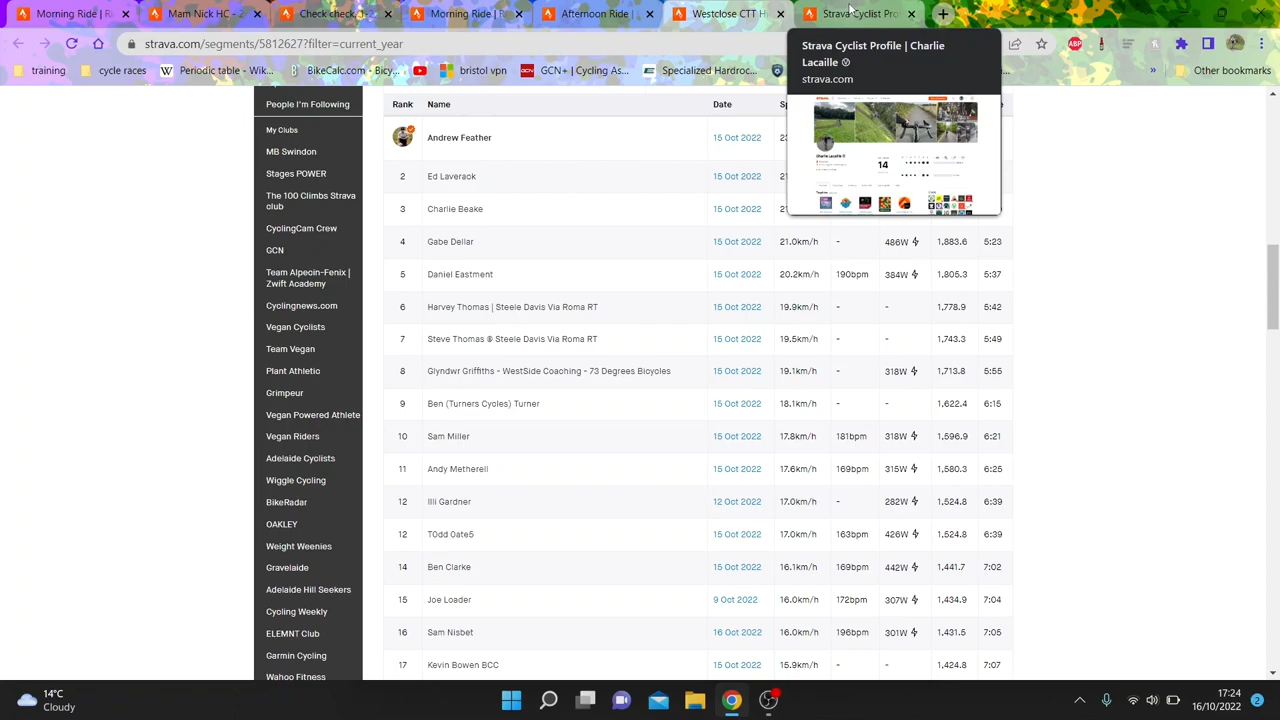 Crea
Mam HC -
Morning Ride |
Afternoon Ride |
Westclose CTT Hi
Strava Cyclist Pro
strava.com/segments/5812627?filter=current_year
ABP
training
Periodic table - Wik...
BikeCalc.com - Bicy...
bristol vpn
GCN - Cycling As...
Specialized Hardroc...
»
Other bookmarks
Strava Cyclist Profile | Charlie
Lacaille Ⓥ
strava.com
Charlie Lacaille
14
People I'm Following
My Clubs
MB Swindon
Stages POWER
The 100 Climbs Strava
club
CyclingCam Crew
GCN
Team Alpecin-Fenix |
Zwift Academy
Cyclingnews.com
Vegan Cyclists
Team Vegan
Plant Athletic
Grimpeur
Vegan Powered Athlete
Vegan Riders
Adelaide Cyclists
Wiggle Cycling
BikeRadar
OAKLEY
Weight Weenies
Gravelaide
Adelaide Hill Seekers
Cycling Weekly
ELEMNT Club
Garmin Cycling
Wahoo Fitness
Rank Name Date Sp e
Andrew Feather 15 Oct 2022 23
Ed Laverack 15 Oct 2022 21
Charlie Beake 15 Oct 2022
4 Gabe Dellar 15 Oct 2022 21.0km/h - 486W 1,883.6 5:23
5 Daniel Eastment 15 Oct 2022 20.2km/h 190bpm 384W 1,805.3 5:37
6 Harvey Thomas | Steele Davis Via Roma RT 15 Oct 2022 19.9km/h - - 1,778.9 5:42
7 Steve Thomas @ Steele Davis Via Roma RT 15 Oct 2022 19.5km/h - - 1,743.3 5:49
8 Glyndwr Griffiths - WestSide Coaching - 73 Degrees Bicycles 15 Oct 2022 19.1km/h - 318W 1,713.8 5:55
9 Ben (Turners Cycles) Turner 15 Oct 2022 18.1km/h - - 1,622.4 6:15
10 Sam Miller 15 Oct 2022 17.8km/h 181bpm 318W 1,596.9 6:21
11 Andy Metherell 15 Oct 2022 17.6km/h 169bpm 315W 1,580.3 6:25
12 Illi Gardner 12 Oct 2022 17.0km/h - 282W 1,524.8 6:39
12 T0dd 0ate5 15 Oct 2022 17.0km/h 163bpm 426W 1,524.8 6:39
14 Ben Clarke 15 Oct 2022 16.1km/h 169bpm 442W 1,441.7 7:02
15 Joe Loader 9 Oct 2022 16.0km/h 172bpm 307W 1,434.9 7:04
16 Sam Nisbet 16 Oct 2022 16.0km/h 196bpm 301W 1,431.5 7:05
17 Kevin Bowen BCC 15 Oct 2022 15.9km/h - - 1,424.8 7:07
14°C
Cloudy
17:24
16/10/2022
2